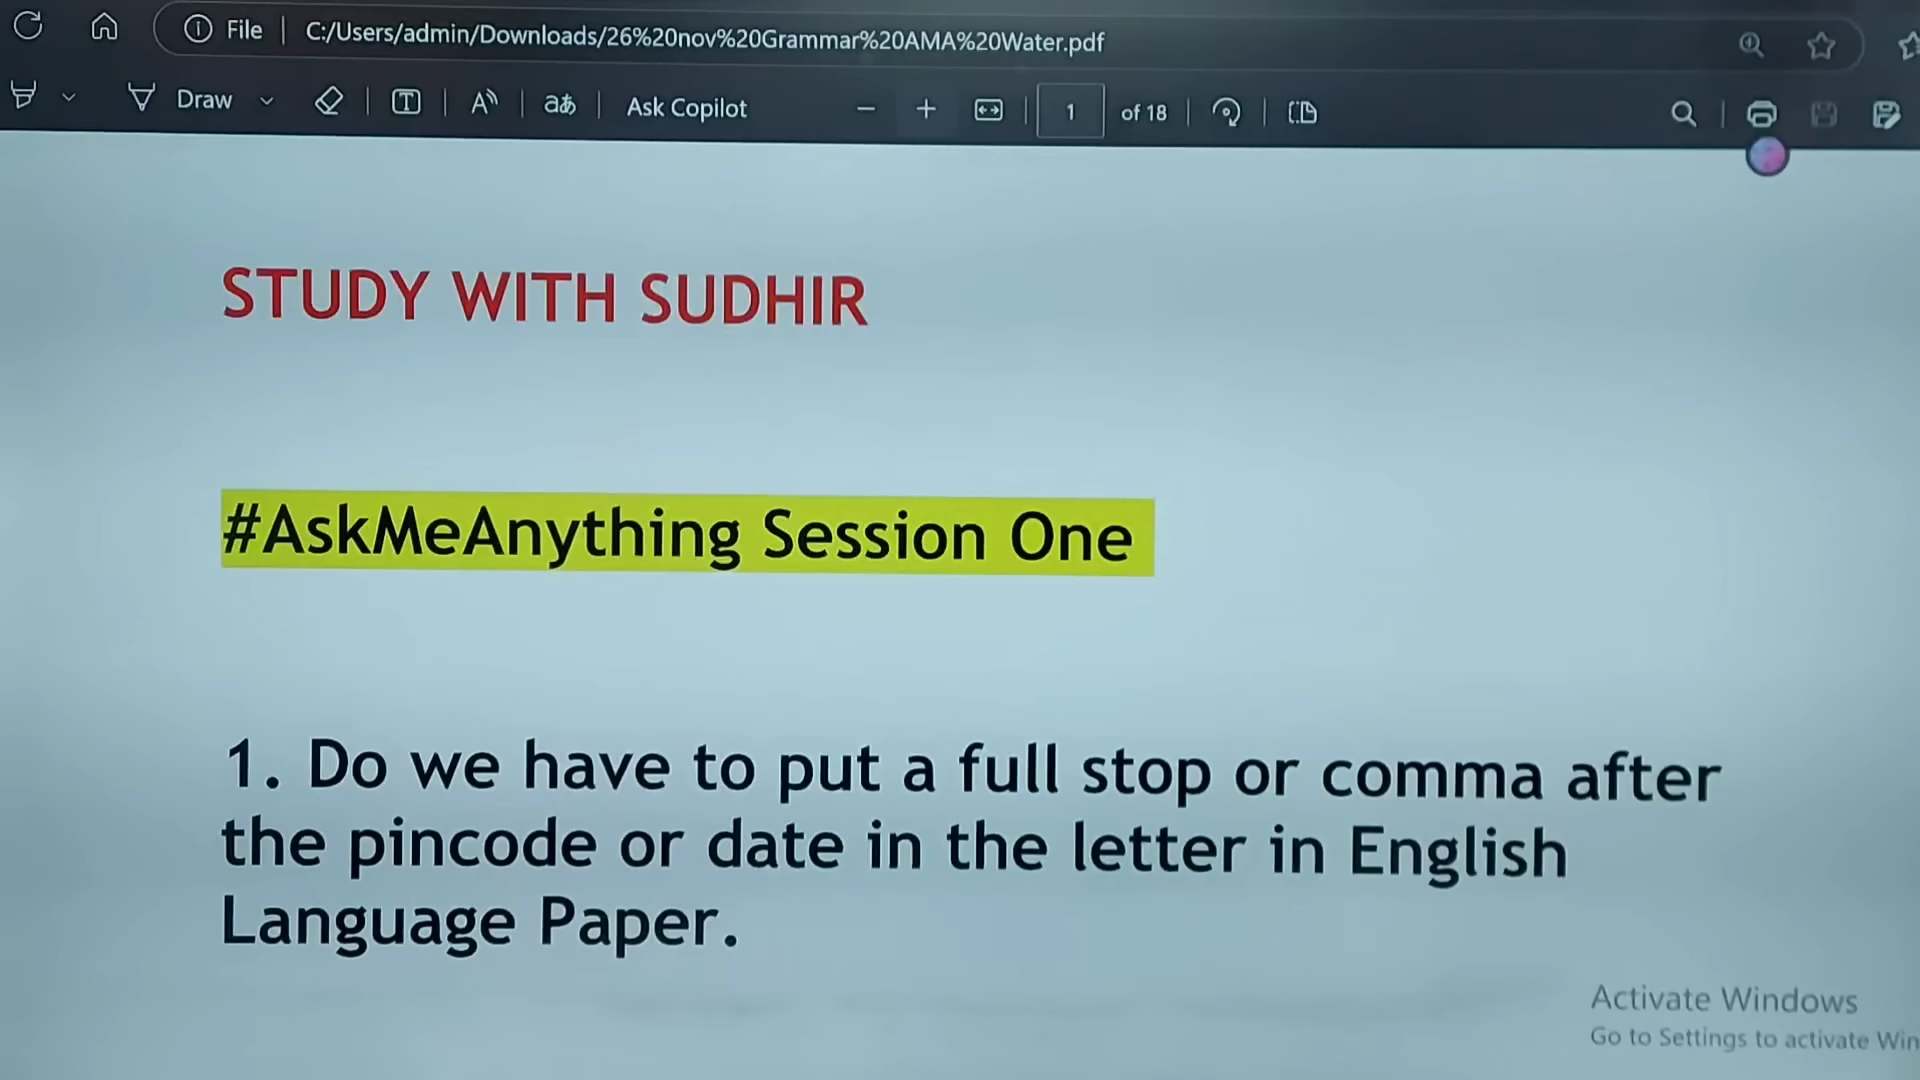 File | C:/Users/admin/Downloads/26%20nov%20Grammar%20AMA%20Water.pdf
Draw | T | A | aあ | Ask Copilot − + 1 of 18
STUDY WITH SUDHIR
#AskMeAnything Session One
1. Do we have to put a full stop or comma after
the pincode or date in the letter in English
Language Paper.
Activate Windows
Go to Settings to activate Win